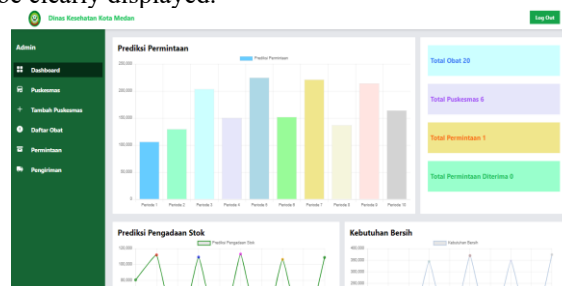 be clearly displayed.
Dinas Kesehatan Kota Medan
Log Out
Admin
Dashboard
Puskesmas
Tambah Puskesmas
Daftar Obat
Permintaan
Pengiriman
Prediksi Permintaan
Prediksi Permintaan
250,000
200,000
150,000
100,000
50,000
0
Periode 1 Periode 2 Periode 3 Periode 4 Periode 5 Periode 6 Periode 7 Periode 8 Periode 9 Periode 10
Total Obat 20
Total Puskesmas 6
Total Permintaan 1
Total Permintaan Diterima 0
Prediksi Pengadaan Stok
Prediksi Pengadaan Stok
120,000
100,000
80,000
Kebutuhan Bersih
Kebutuhan Bersih
400,000
350,000
300,000